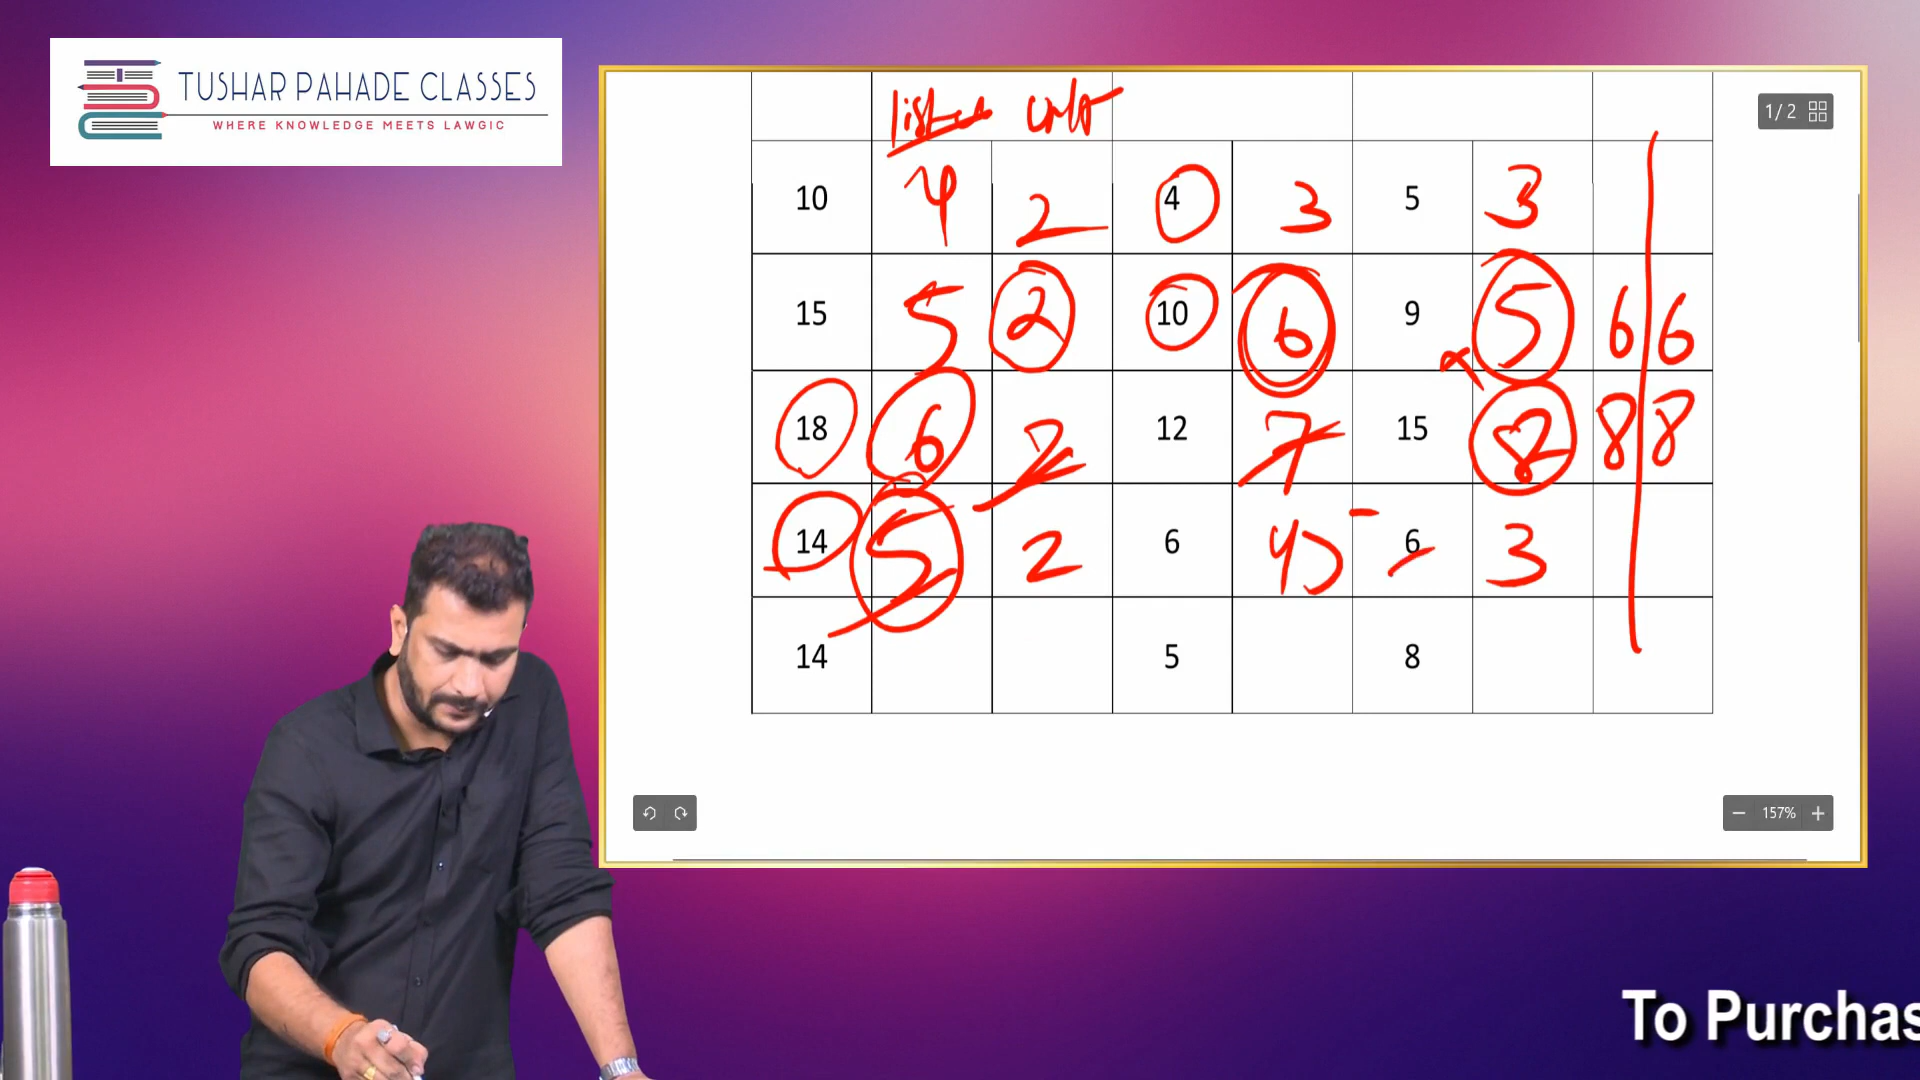 TUSHAR PAHADE CLASSES
WHERE KNOWLEDGE MEETS LAWGIC
1/2
listed
10 4 2 4 3 5 3
15 5 2 10 6 9 5 6 6
18 6 2 12 7 15 8 8 8
14 5 2 6 45 6 3
14 5 8
157%
To Purchas